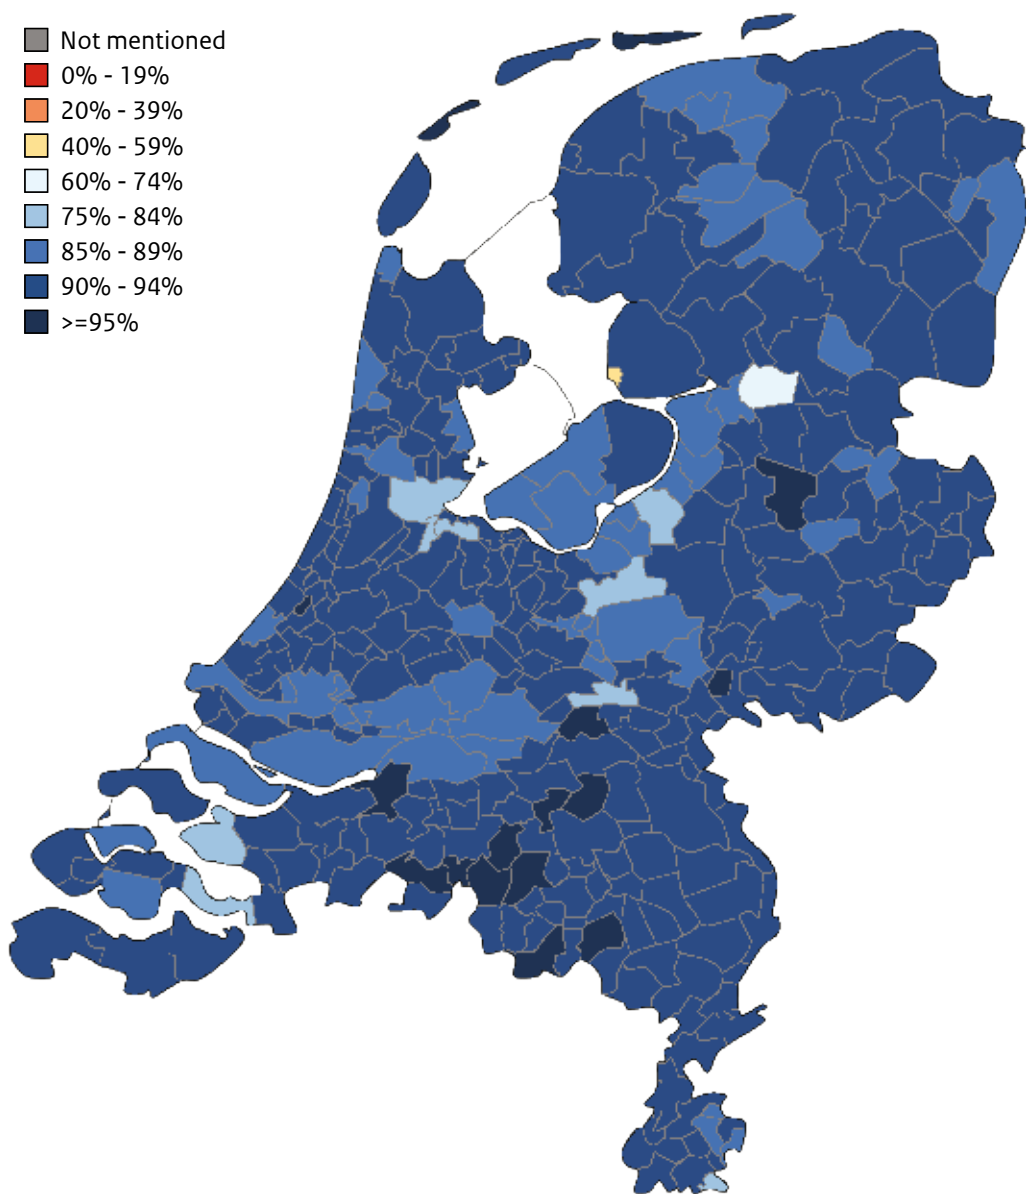 Not mentioned
0% - 19%
20% - 39%
40% - 59%
60% - 74%
75% - 84%
85% - 89%
90% - 94%
>=95%